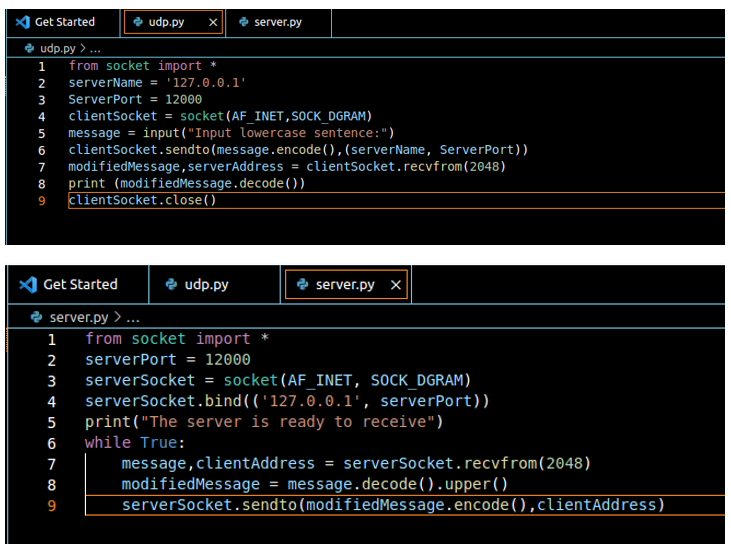 Get Started udp.py × server.py
udp.py > ...
1 from socket import *
2 serverName = '127.0.0.1'
3 ServerPort = 12000
4 clientSocket = socket(AF_INET,SOCK_DGRAM)
5 message = input("Input lowercase sentence:")
6 clientSocket.sendto(message.encode(),(serverName, ServerPort))
7 modifiedMessage,serverAddress = clientSocket.recvfrom(2048)
8 print (modifiedMessage.decode())
9 clientSocket.close()
Get Started udp.py server.py ×
server.py > ...
1 from socket import *
2 serverPort = 12000
3 serverSocket = socket(AF_INET, SOCK_DGRAM)
4 serverSocket.bind(('127.0.0.1', serverPort))
5 print("The server is ready to receive")
6 while True:
7     message,clientAddress = serverSocket.recvfrom(2048)
8     modifiedMessage = message.decode().upper()
9     serverSocket.sendto(modifiedMessage.encode(),clientAddress)